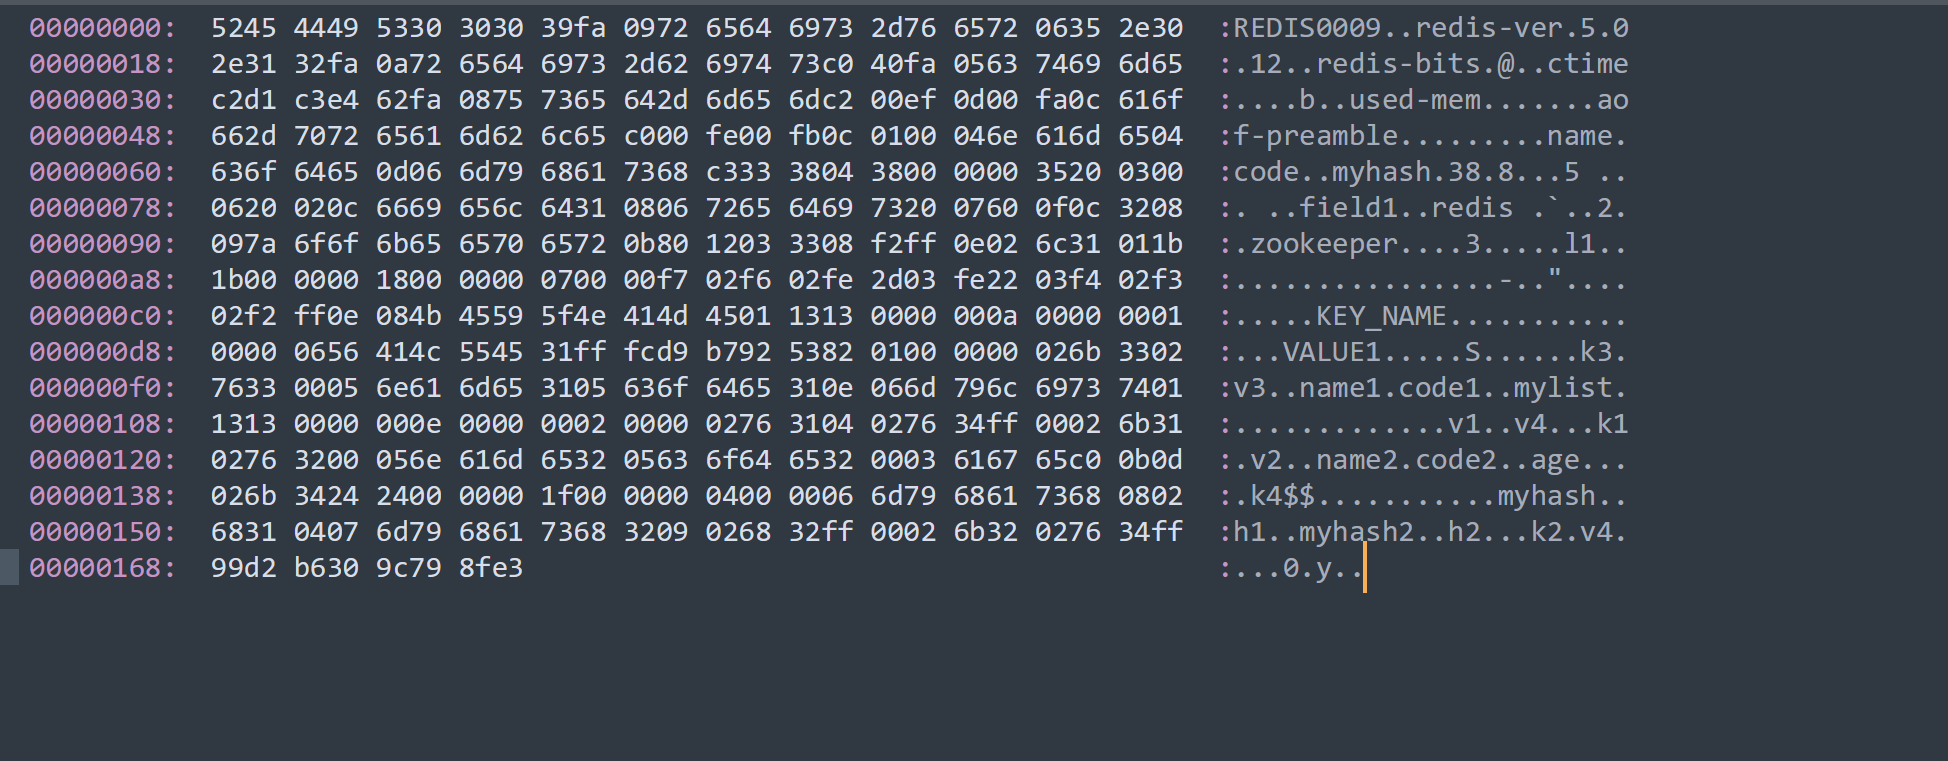 00000000: 5245 4449 5330 3030 39fa 0972 6564 6973 2d76 6572 0635 2e30 :REDIS0009..redis-ver.5.0
00000018: 2e31 32fa 0a72 6564 6973 2d62 6974 73c0 40fa 0563 7469 6d65 :.12..redis-bits.@..ctime
00000030: c2d1 c3e4 62fa 0875 7365 642d 6d65 6dc2 00ef 0d00 fa0c 616f :....b..used-mem.......ao
00000048: 662d 7072 6561 6d62 6c65 c000 fe00 fb0c 0100 046e 616d 6504 :f-preamble.........name.
00000060: 636f 6465 0d06 6d79 6861 7368 c333 3804 3800 0000 3520 0300 :code..myhash.38.8...5 ..
00000078: 0620 020c 6669 656c 6431 0806 7265 6469 7320 0760 0f0c 3208 :. ..field1..redis .`..2.
00000090: 097a 6f6f 6b65 6570 6572 0b80 1203 3308 f2ff 0e02 6c31 011b :.zookeeper....3.....l1..
000000a8: 1b00 0000 1800 0000 0700 00f7 02f6 02fe 2d03 fe22 03f4 02f3 :................-.."....
000000c0: 02f2 ff0e 084b 4559 5f4e 414d 4501 1313 0000 000a 0000 0001 :.....KEY_NAME...........
000000d8: 0000 0656 414c 5545 31ff fcd9 b792 5382 0100 0000 026b 3302 :...VALUE1.....S......k3.
000000f0: 7633 0005 6e61 6d65 3105 636f 6465 310e 066d 796c 6973 7401 :v3..name1.code1..mylist.
00000108: 1313 0000 000e 0000 0002 0000 0276 3104 0276 34ff 0002 6b31 :.............v1..v4...k1
00000120: 0276 3200 056e 616d 6532 0563 6f64 6532 0003 6167 65c0 0b0d :.v2..name2.code2..age...
00000138: 026b 3424 2400 0000 1f00 0000 0400 0006 6d79 6861 7368 0802 :.k4$$...........myhash..
00000150: 6831 0407 6d79 6861 7368 3209 0268 32ff 0002 6b32 0276 34ff :h1..myhash2..h2...k2.v4.
00000168: 99d2 b630 9c79 8fe3 :...0.y..